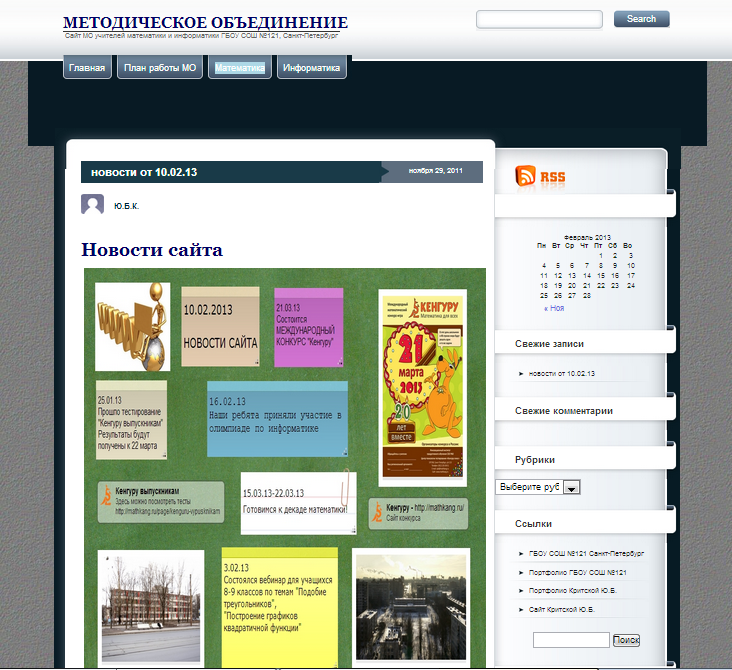 МЕТОДИЧЕСКОЕ ОБЪЕДИНЕНИЕ
Сайт МО учителей математики и информатики ГБОУ СОШ №121, Санкт-Петербург
Search
Главная
План работы МО
Математика
Информатика
новости от 10.02.13
ноября 29, 2011
Ю.Б.К.
Новости сайта
10.02.2013
НОВОСТИ САЙТА
21.03.13
Состоится
МЕЖДУНАРОДНЫЙ
КОНКУРС "Кенгуру"
КЕНГУРУ
Математика для всех
21
марта
2013
20
лет
вместе
25.01.13
Прошло тестирование
"Кенгуру выпускникам"
Результаты будут
получены к 22 марта
16.02.13
Наши ребята приняли участие в
олимпиаде по информатике
Кенгуру выпускникам
Здесь можно посмотреть тесты
http://mathkang.ru/page/kenguru-vypusknikam
15.03.13-22.03.13
Готовимся к декаде математики!
Кенгуру • http://mathkang.ru/
Сайт конкурса
3.02.13
Состоялся вебинар для учащихся
8-9 классов по темам "Подобие
треугольников",
"Построение графиков
квадратичной функции"
RSS
Февраль 2013
Пн Вт Ср Чт Пт Сб Во
1 2 3
4 5 6 7 8 9 10
11 12 13 14 15 16 17
18 19 20 21 22 23 24
25 26 27 28
« Ноя
Свежие записи
новости от 10.02.13
Свежие комментарии
Рубрики
Выберите руб
Ссылки
ГБОУ СОШ №121 Санкт-Петербург
Портфолио ГБОУ СОШ №121
Портфолио Критской Ю.Б.
Сайт Критской Ю.Б.
Поиск